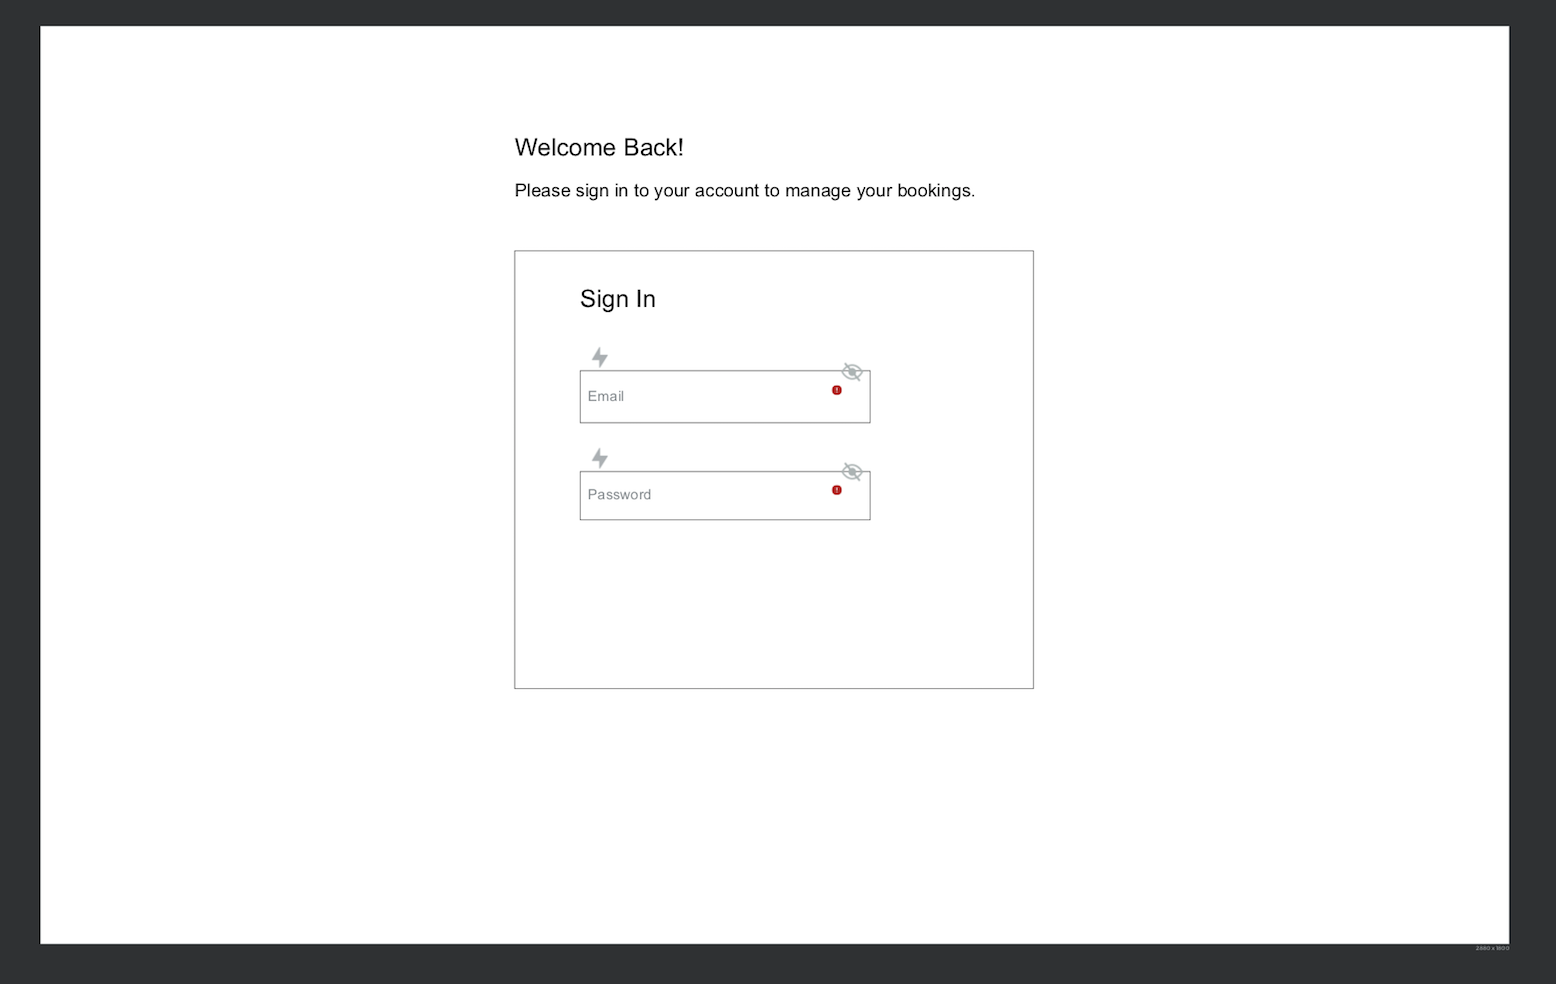 Welcome Back!
Please sign in to your account to manage your bookings.
Sign In
Email
!
Password
!
2880 x 1800